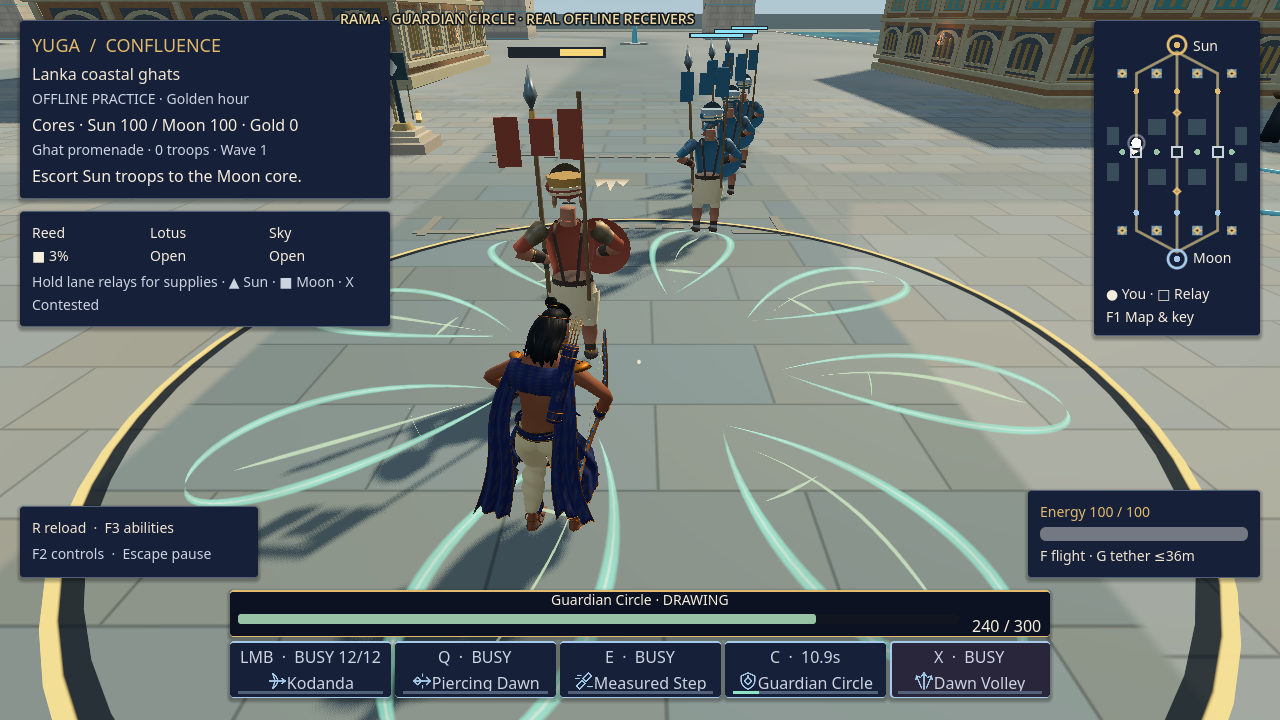 RAMA · GUARDIAN CIRCLE · REAL OFFLINE RECEIVERS
YUGA / CONFLUENCE
Lanka coastal ghats
OFFLINE PRACTICE · Golden hour
Cores · Sun 100 / Moon 100 · Gold 0
Ghat promenade · 0 troops · Wave 1
Escort Sun troops to the Moon core.
Reed Lotus Sky
■ 3% Open Open
Hold lane relays for supplies · ▲ Sun · ■ Moon · X
Contested
Sun
Moon
● You · □ Relay
F1 Map & key
R reload · F3 abilities
F2 controls · Escape pause
Energy 100 / 100
F flight · G tether ≤36m
Guardian Circle · DRAWING
240 / 300
LMB · BUSY 12/12
Kodanda
Q · BUSY
Piercing Dawn
E · BUSY
Measured Step
C · 10.9s
Guardian Circle
X · BUSY
Dawn Volley